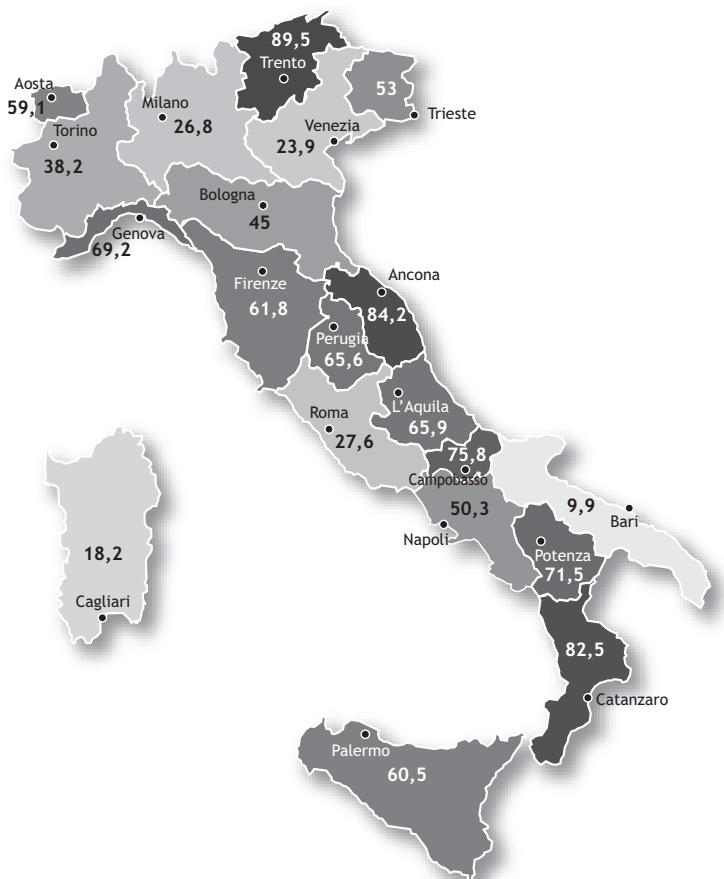 89,5
Trento
Aosta
59,1
53
Milano
26,8
Trieste
Torino
38,2
Venezia
23,9
Bologna
45
Genova
69,2
Firenze
61,8
Ancona
84,2
Perugia
65,6
L'Aquila
65,9
Roma
27,6
75,8
Campobasso
50,3
Napoli
9,9
Bari
Potenza
71,5
18,2
Cagliari
82,5
Catanzaro
Palermo
60,5